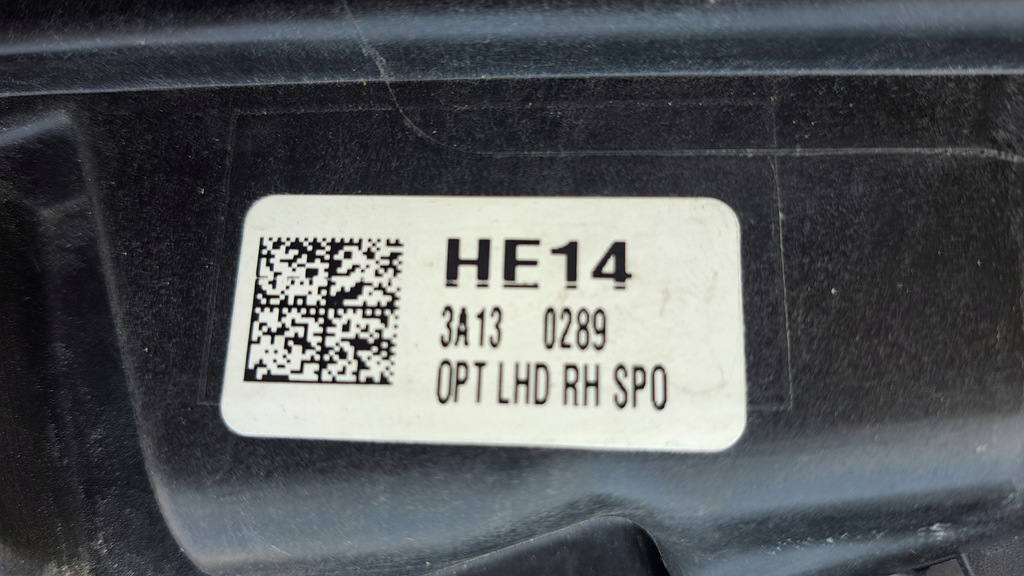 HE14
3A13 0289
OPT LHD RH SPO